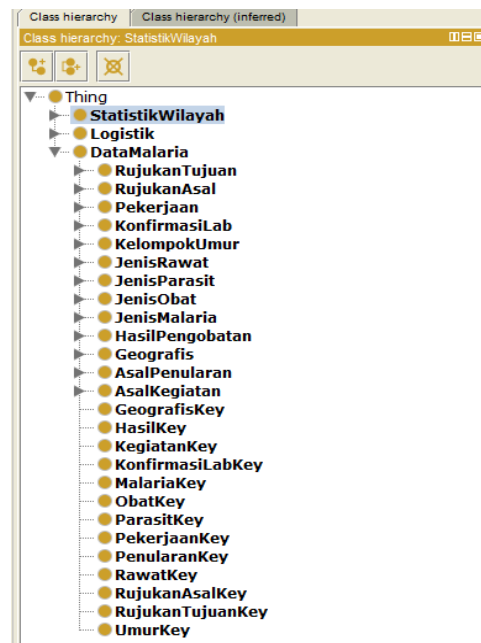 Class hierarchy Class hierarchy (inferred)
Class hierarchy: StatistikWilayah
Thing
StatistikWilayah
Logistik
DataMalaria
RujukanTujuan
RujukanAsal
Pekerjaan
KonfirmasiLab
KelompokUmur
JenisRawat
JenisParasit
JenisObat
JenisMalaria
HasilPengobatan
Geografis
AsalPenularan
AsalKegiatan
GeografisKey
HasilKey
KegiatanKey
KonfirmasiLabKey
MalariaKey
ObatKey
ParasitKey
PekerjaanKey
PenularanKey
RawatKey
RujukanAsalKey
RujukanTujuanKey
UmurKey